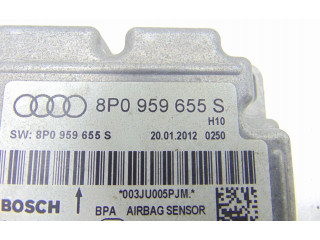 8P0 959 655 S
H10
SW: 8P0 959 655 S 20.01.2012 0250
*003JU005PJM.*
BOSCH BPA AIRBAG SENSOR